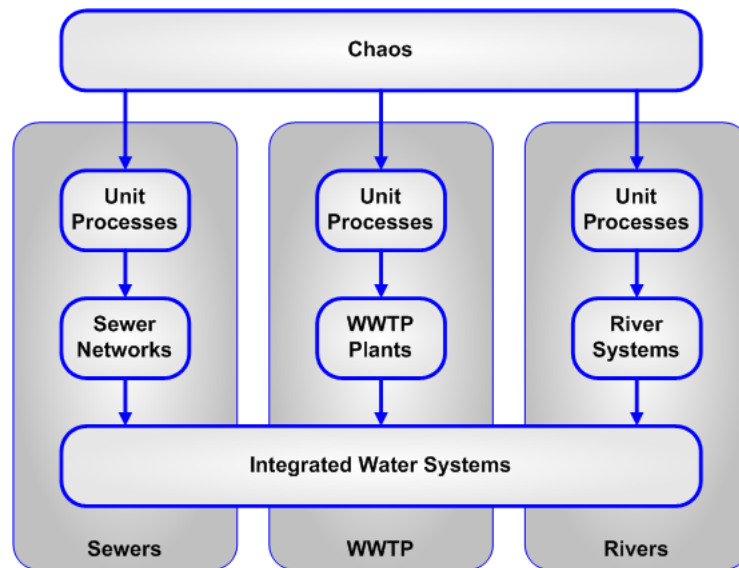 Chaos
Unit
Processes
Unit
Processes
Unit
Processes
Sewer
Networks
WWTP
Plants
River
Systems
Integrated Water Systems
Sewers
WWTP
Rivers